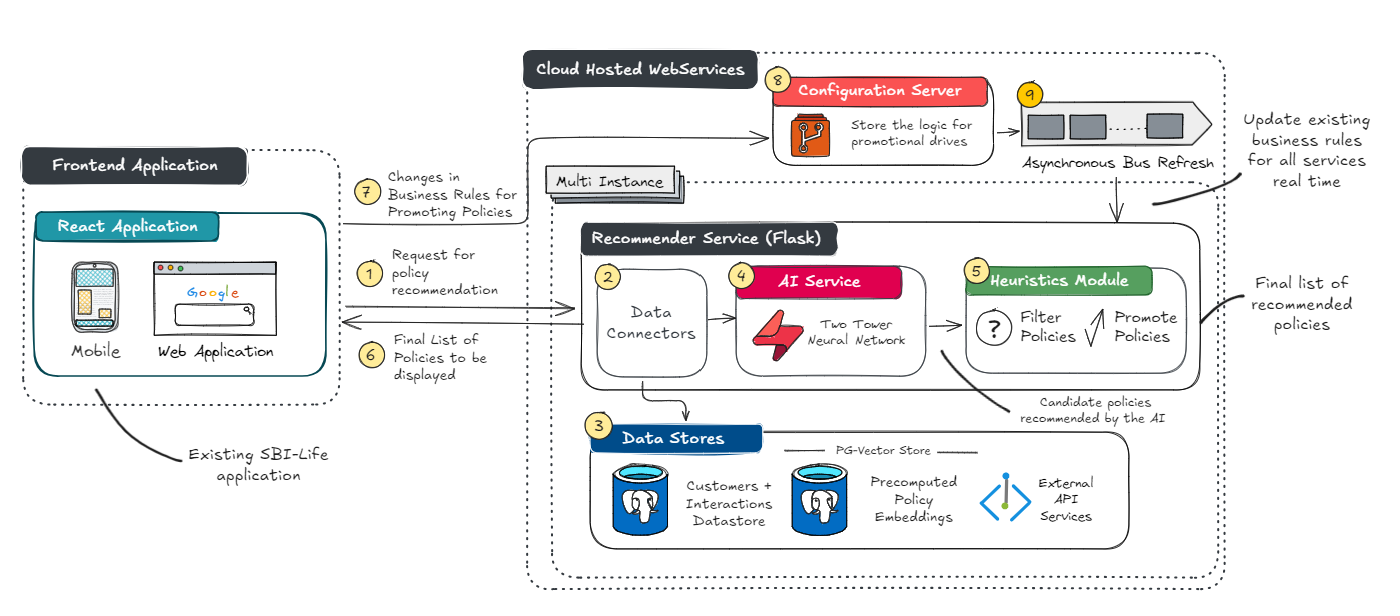 Cloud Hosted WebServices
8
Configuration Server
Store the logic for
promotional drives
9
Asynchronous Bus Refresh
Update existing
business rules
for all services
real time
Frontend Application
React Application
Google
Mobile
Web Application
Existing SBI-Life
application
7
Changes in
Business Rules for
Promoting Policies
1
Request for
policy
recommendation
6
Final List of
Policies to be
displayed
Multi Instance
Recommender Service (Flask)
2
Data
Connectors
4
AI Service
Two Tower
Neural Network
5
Heuristics Module
?
Filter
Policies
Promote
Policies
Final list of
recommended
policies
Candidate policies
recommended by the AI
3
Data Stores
PG-Vector Store
Customers +
Interactions
Datastore
Precomputed
Policy
Embeddings
External
API
Services